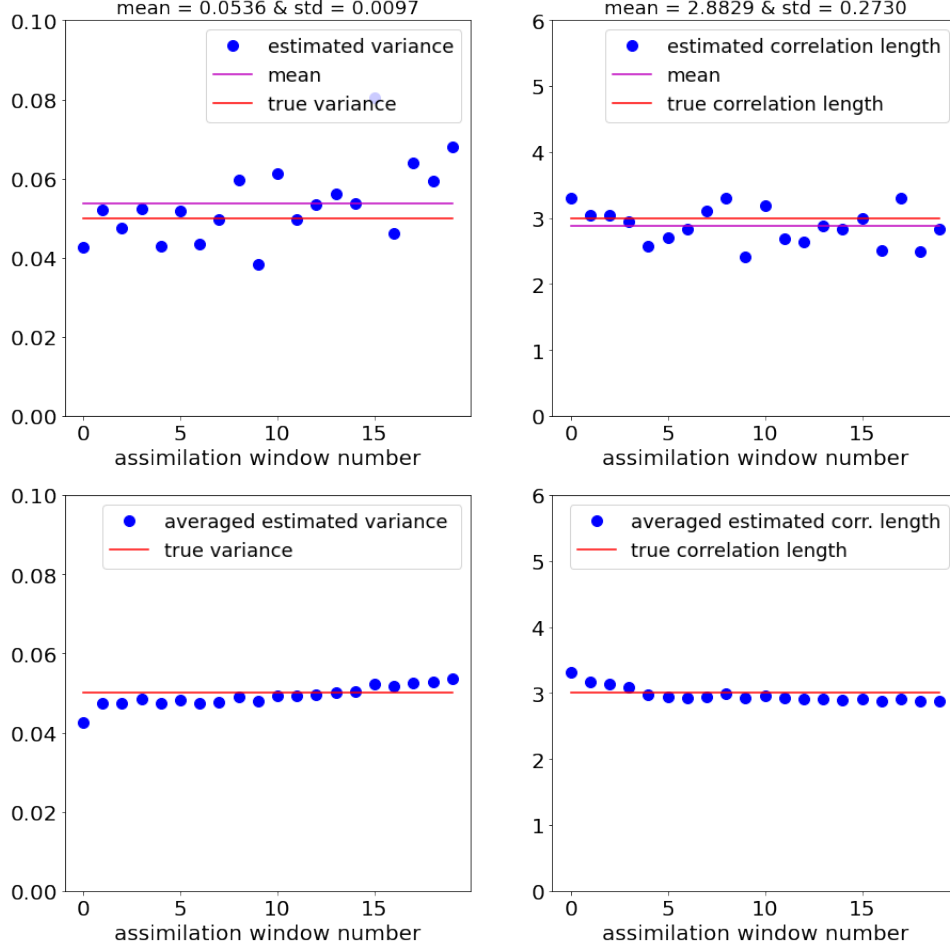 mean = 0.0536 & std = 0.0097
0.10
0.08
0.06
0.04
0.02
0.00
estimated variance
mean
true variance
0 5 10 15
assimilation window number
mean = 2.8829 & std = 0.2730
6
5
4
3
2
1
0
estimated correlation length
mean
true correlation length
0 5 10 15
assimilation window number
0.10
0.08
0.06
0.04
0.02
0.00
averaged estimated variance
true variance
0 5 10 15
assimilation window number
6
5
4
3
2
1
0
averaged estimated corr. length
true correlation length
0 5 10 15
assimilation window number